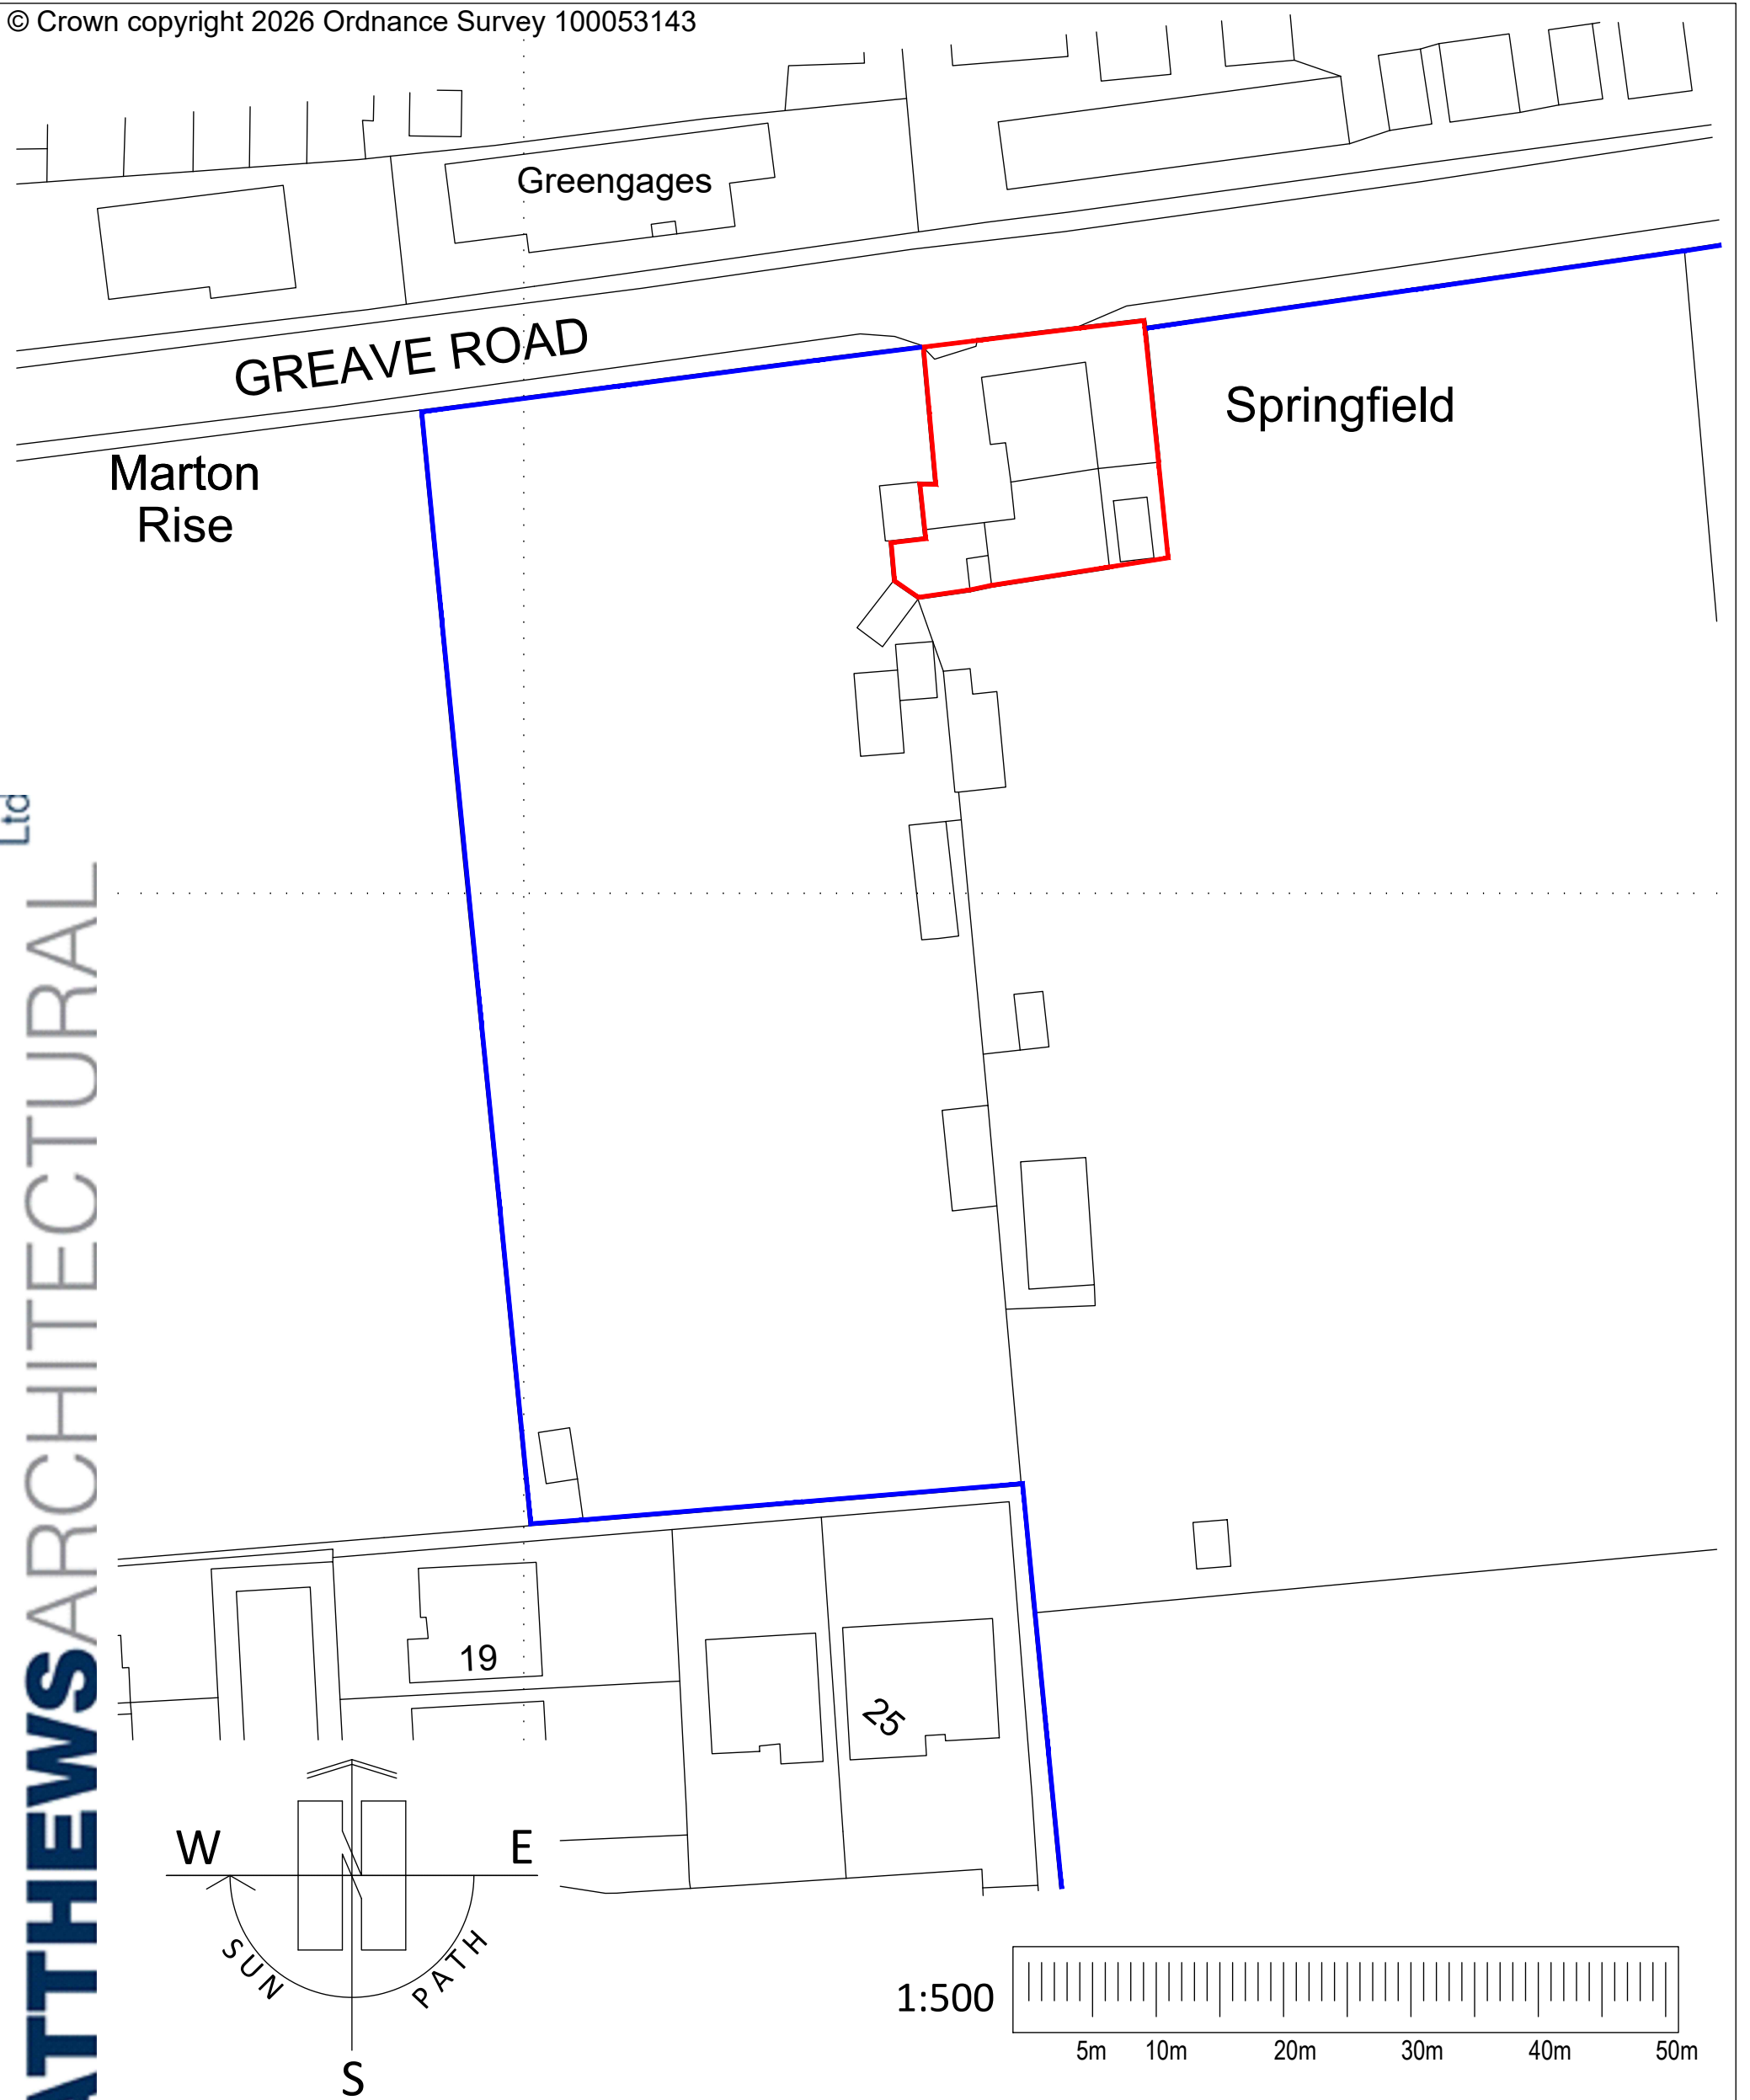 © Crown copyright 2026 Ordnance Survey 100053143
Greengages
GREAVE ROAD
Springfield
Marton
Rise
Ltd
ARCHITECTURAL
19
25
W
E
SUN
PATH
S
1:500
5m
10m
20m
30m
40m
50m